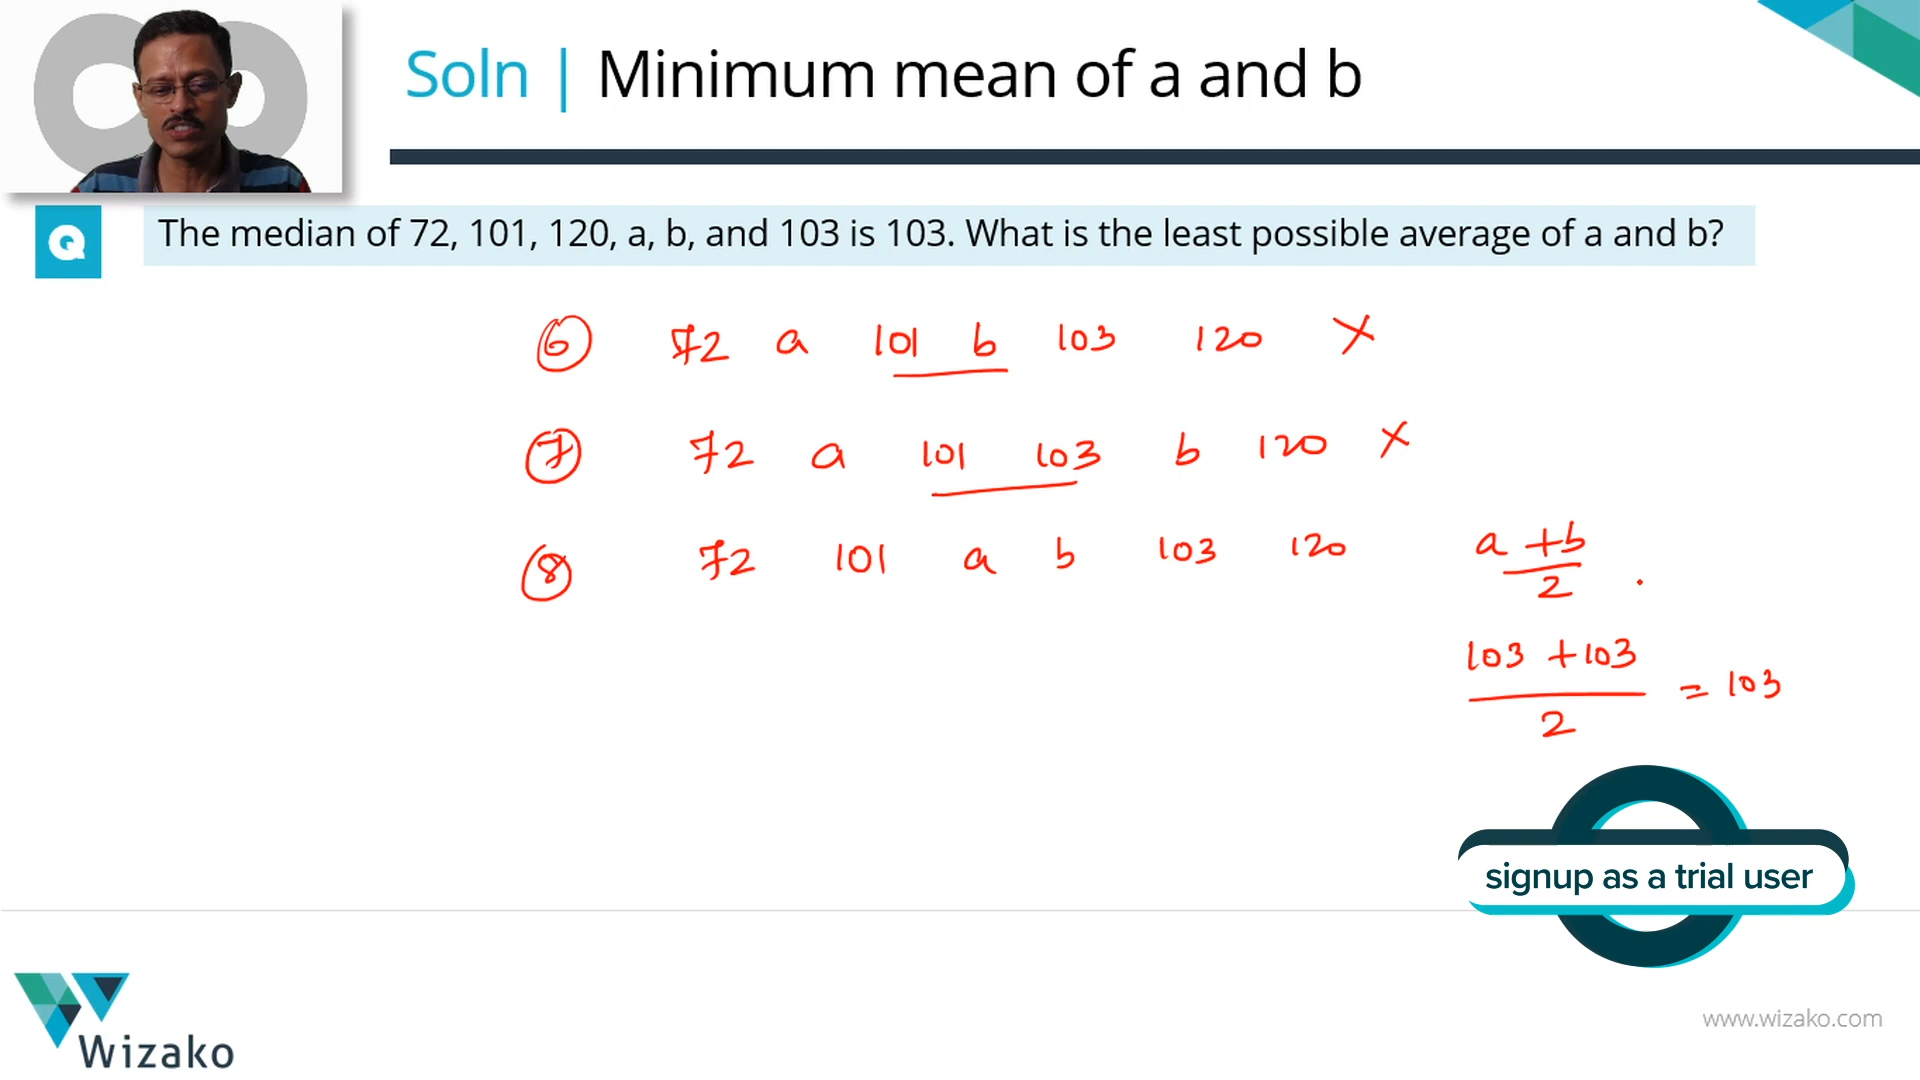 Soln | Minimum mean of a and b
Q
The median of 72, 101, 120, a, b, and 103 is 103. What is the least possible average of a and b?
6 72 a 101 b 103 120 X
7 72 a 101 103 b 120 X
8 72 101 a b 103 120
a + b
2
103 + 103
2
= 103
signup as a trial user
Wizako
www.wizako.com